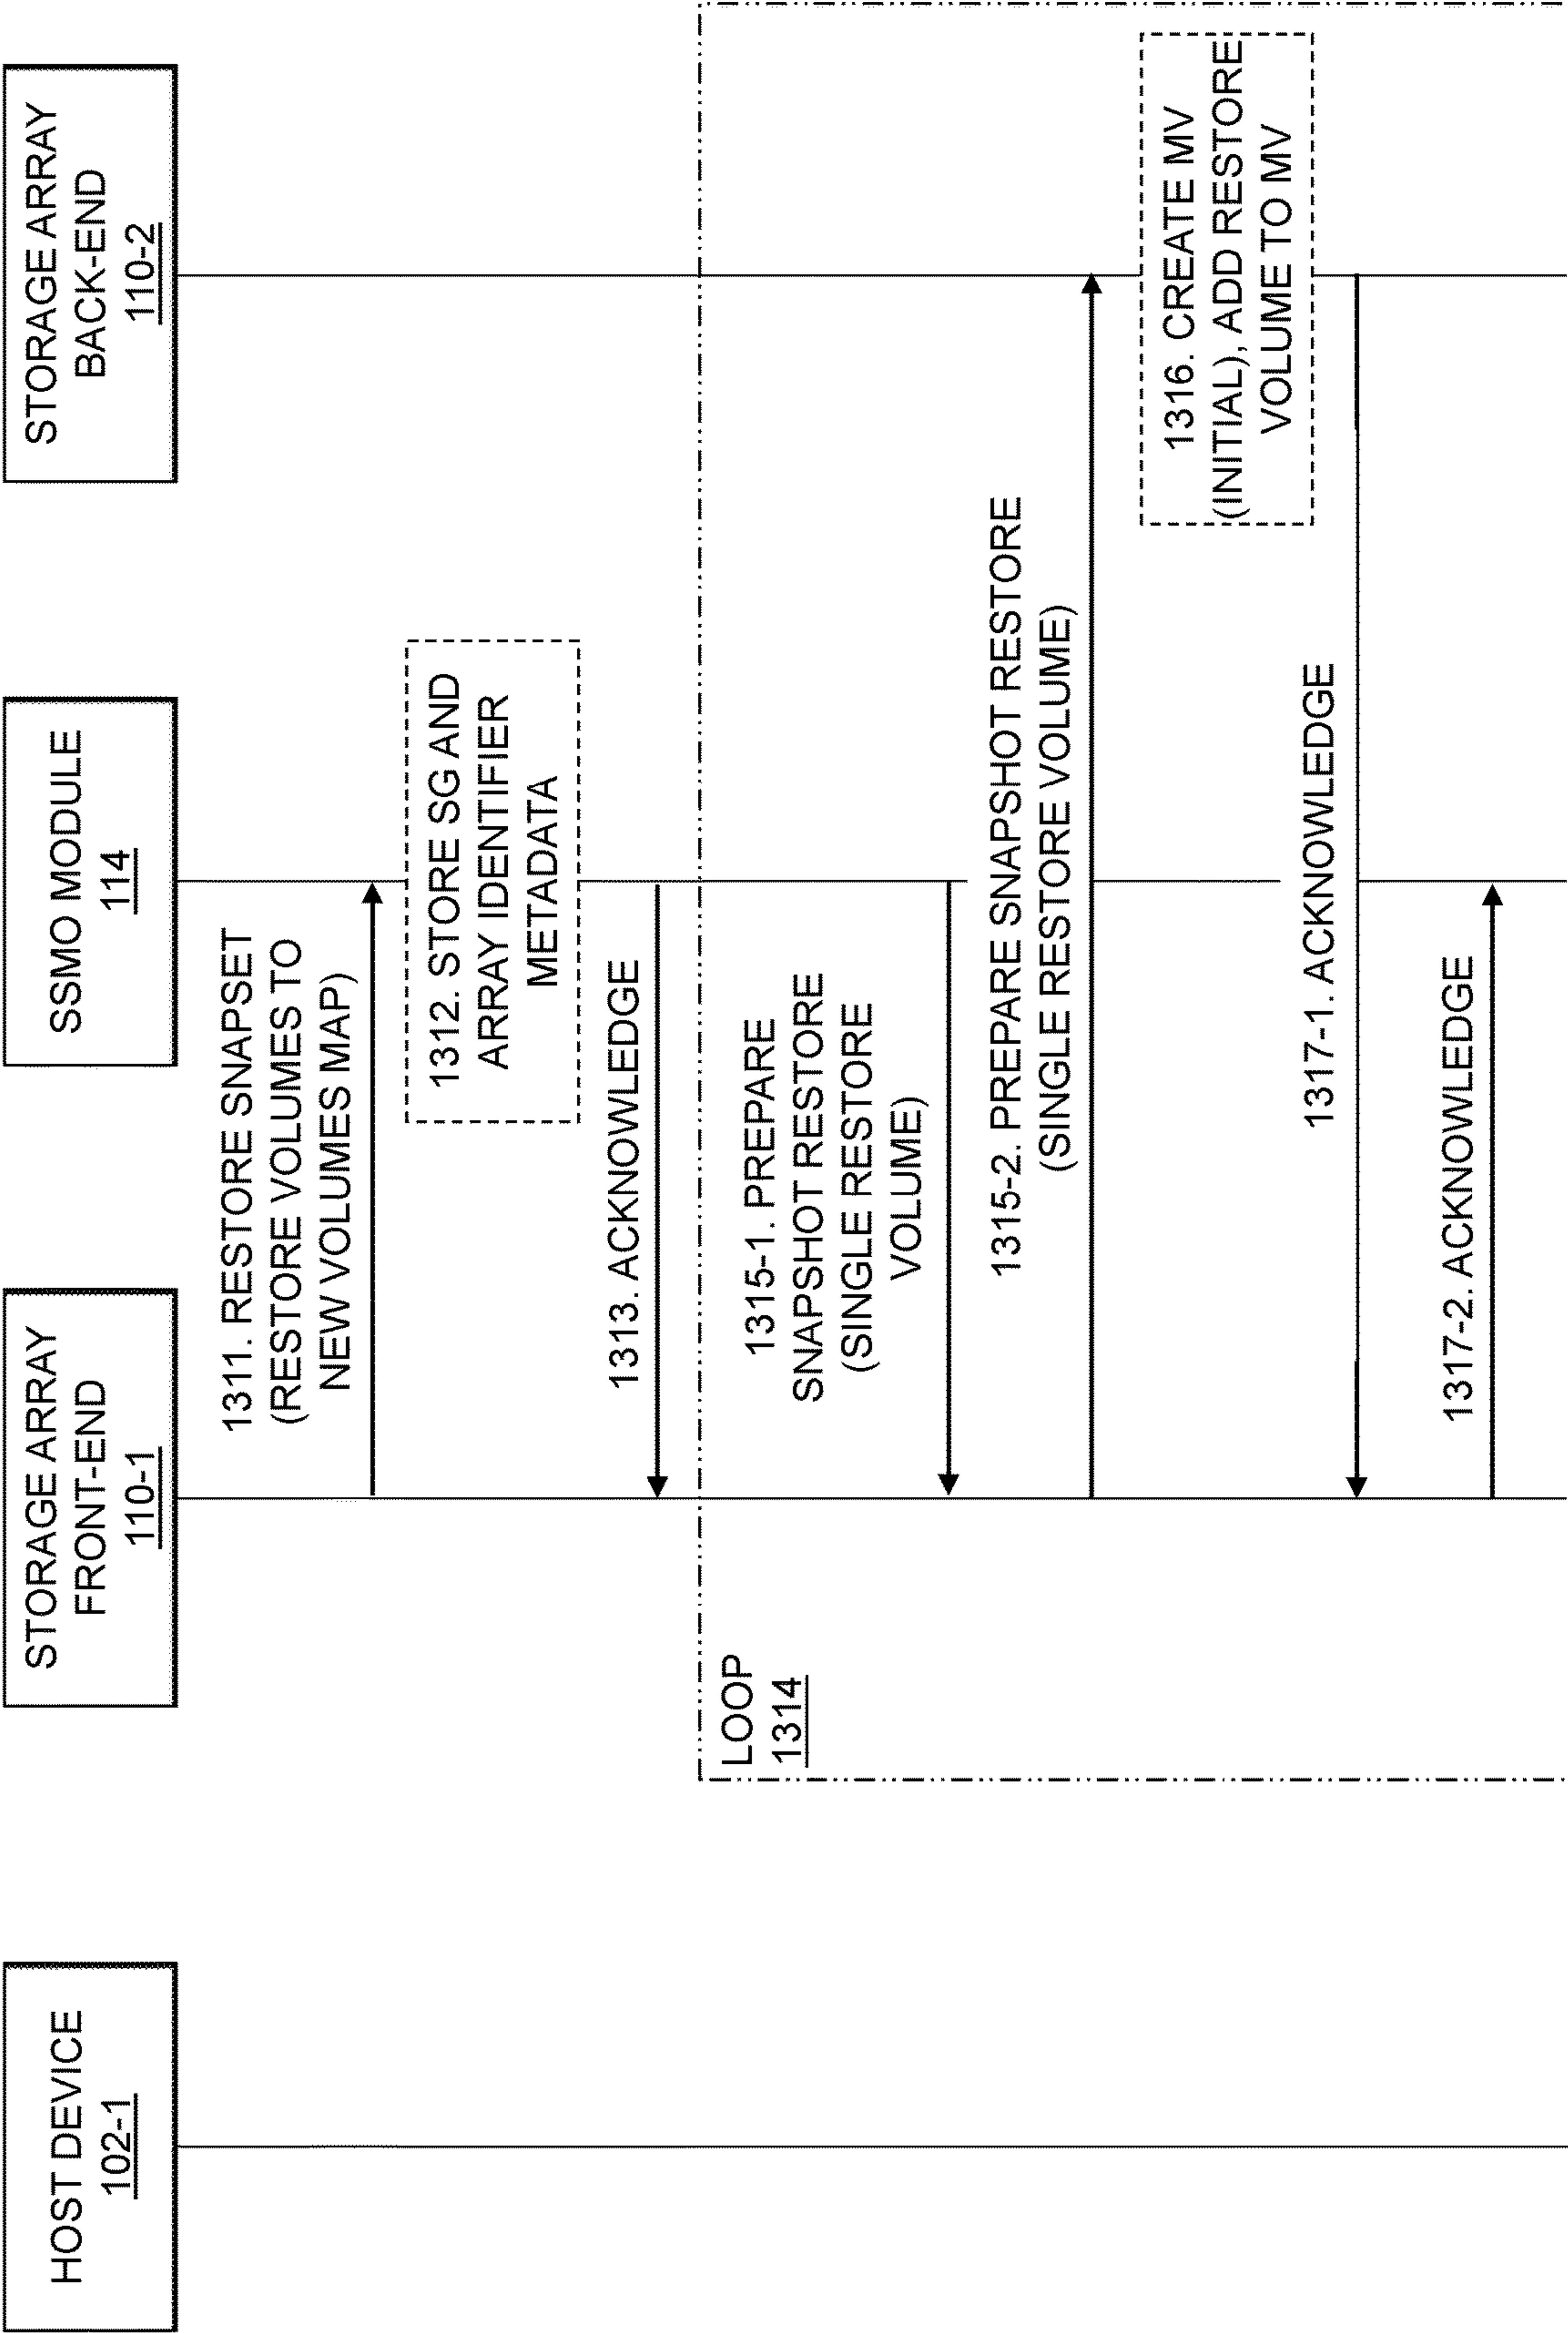 HOST DEVICE
102-1
STORAGE ARRAY
FRONT-END
110-1
SSMO MODULE
114
STORAGE ARRAY
BACK-END
110-2
1311. RESTORE SNAPSET
(RESTORE VOLUMES TO
NEW VOLUMES MAP)
1312. STORE SG AND
ARRAY IDENTIFIER
METADATA
1313. ACKNOWLEDGE
LOOP
1314
1315-1. PREPARE
SNAPSHOT RESTORE
(SINGLE RESTORE
VOLUME)
1315-2. PREPARE SNAPSHOT RESTORE
(SINGLE RESTORE VOLUME)
1316. CREATE MV
(INITIAL), ADD RESTORE
VOLUME TO MV
1317-1. ACKNOWLEDGE
1317-2. ACKNOWLEDGE